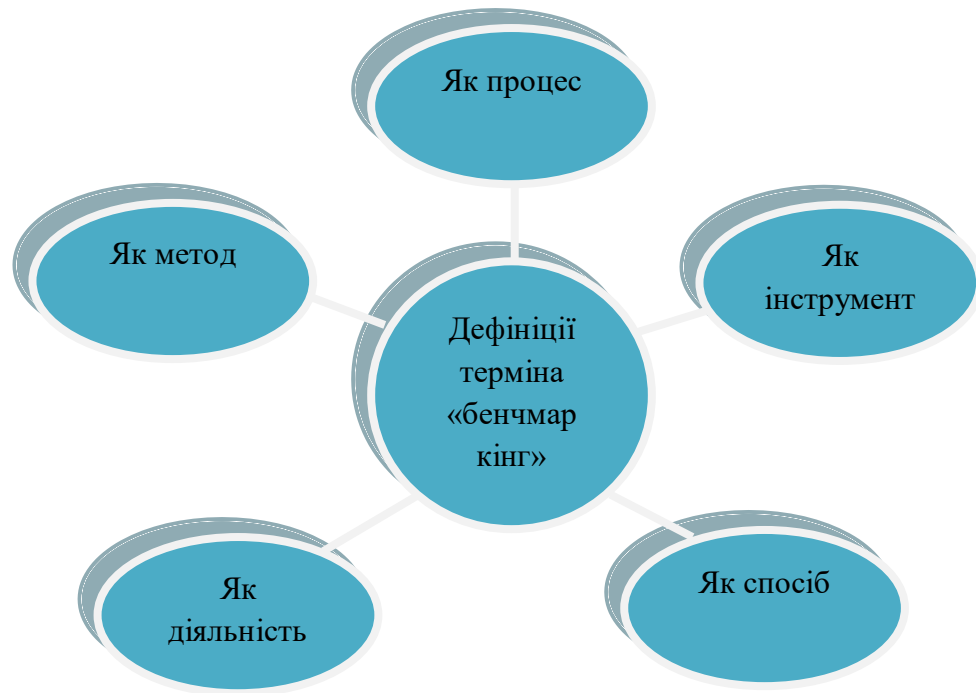 Як процес
Як метод
Як
інструмент
Дефініції
терміна
«бенчмар
кінг»
Як
діяльність
Як спосіб